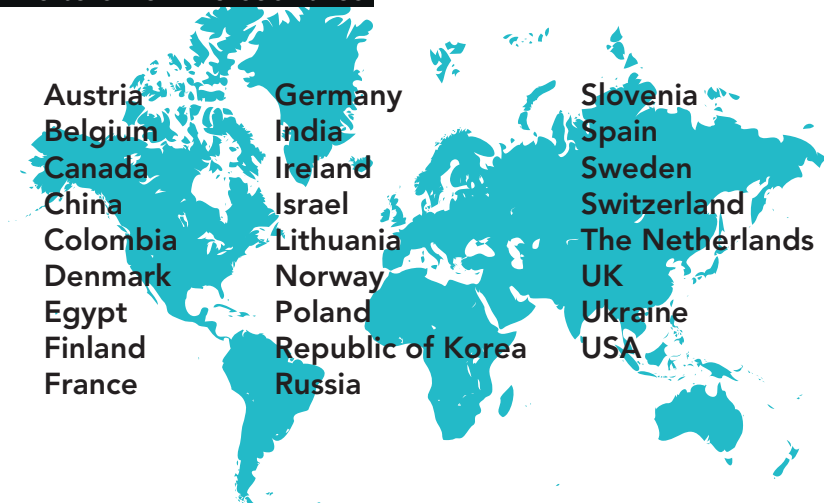 Austria
Belgium
Canada
China
Colombia
Denmark
Egypt
Finland
France
Germany
India
Ireland
Israel
Lithuania
Norway
Poland
Republic of Korea
Russia
Slovenia
Spain
Sweden
Switzerland
The Netherlands
UK
Ukraine
USA